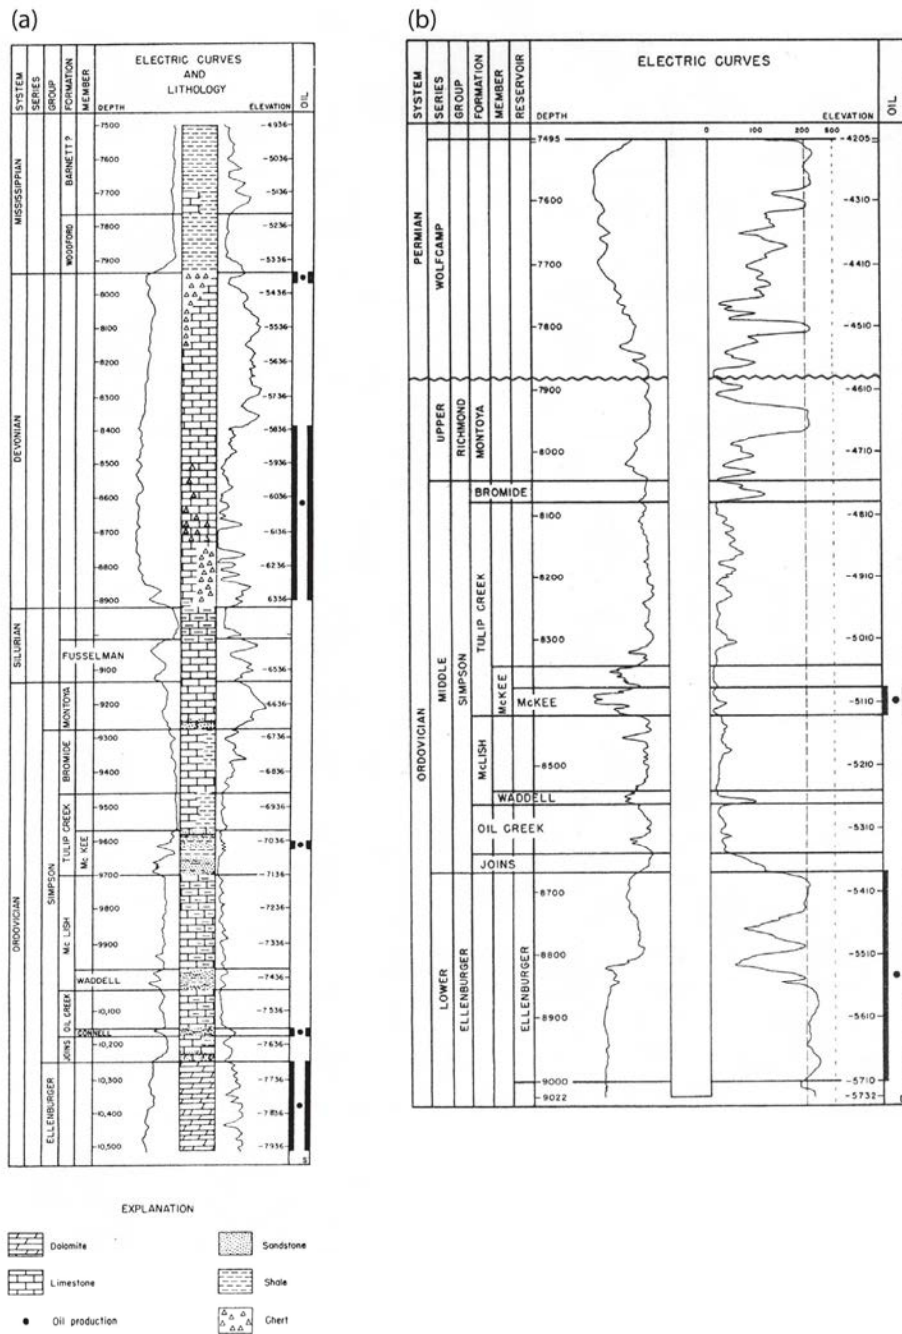 (a)
SYSTEM
SERIES
GROUP
FORMATION
MEMBER
ELECTRIC CURVES
AND
LITHOLOGY
DEPTH
ELEVATION
OIL
MISSISSIPPIAN
DEVONIAN
SILURIAN
ORDOVICIAN
SIMPSON
ELLENBURGER
BARNETT ?
WOODFORD
FUSSELMAN
MONTOYA
BROMIDE
TULIP CREEK
Mc KEE
Mc LISH
WADDELL
OIL CREEK
CONNELL
JOINS
7500
7600
7700
7800
7900
8000
8100
8200
8300
8400
8500
8600
8700
8800
8900
9100
9200
9300
9400
9500
9600
9700
9800
9900
10,100
10,200
10,300
10,400
10,500
-4936
-5036
-5136
-5236
-5336
-5436
-5536
-5636
-5736
-5836
-5936
-6036
-6136
-6236
-6336
-6536
-6636
-6736
-6836
-6936
-7036
-7136
-7236
-7336
-7436
-7536
-7636
-7736
-7836
-7936
EXPLANATION
Dolomite
Limestone
Oil production
Sandstone
Shale
Chert
(b)
SYSTEM
SERIES
GROUP
FORMATION
MEMBER
RESERVOIR
ELECTRIC CURVES
DEPTH
0 100 200
ELEVATION
OIL
PERMIAN
WOLFCAMP
ORDOVICIAN
UPPER
RICHMOND
MONTOYA
MIDDLE
SIMPSON
BROMIDE
TULIP CREEK
McKEE
McKEE
McLISH
WADDELL
OIL CREEK
JOINS
LOWER
ELLENBURGER
ELLENBURGER
7495
7600
7700
7800
7900
8000
8100
8200
8300
8500
8700
8800
8900
9000
9022
-4205
-4310
-4410
-4510
-4610
-4710
-4810
-4910
-5010
-5110
-5210
-5310
-5410
-5510
-5610
-5710
-5732